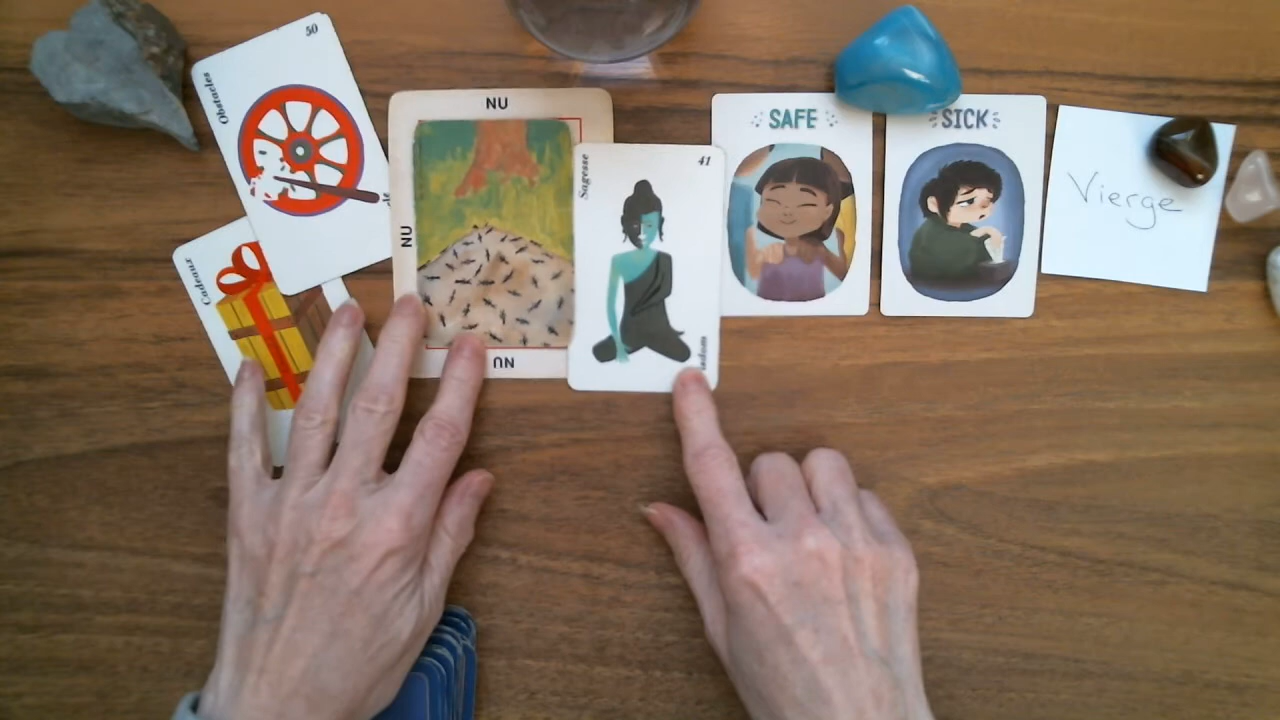 50
Obstacles
Cadeaux
NU
NU
NU
Sagesse
41
SAFE
SICK
Vierge